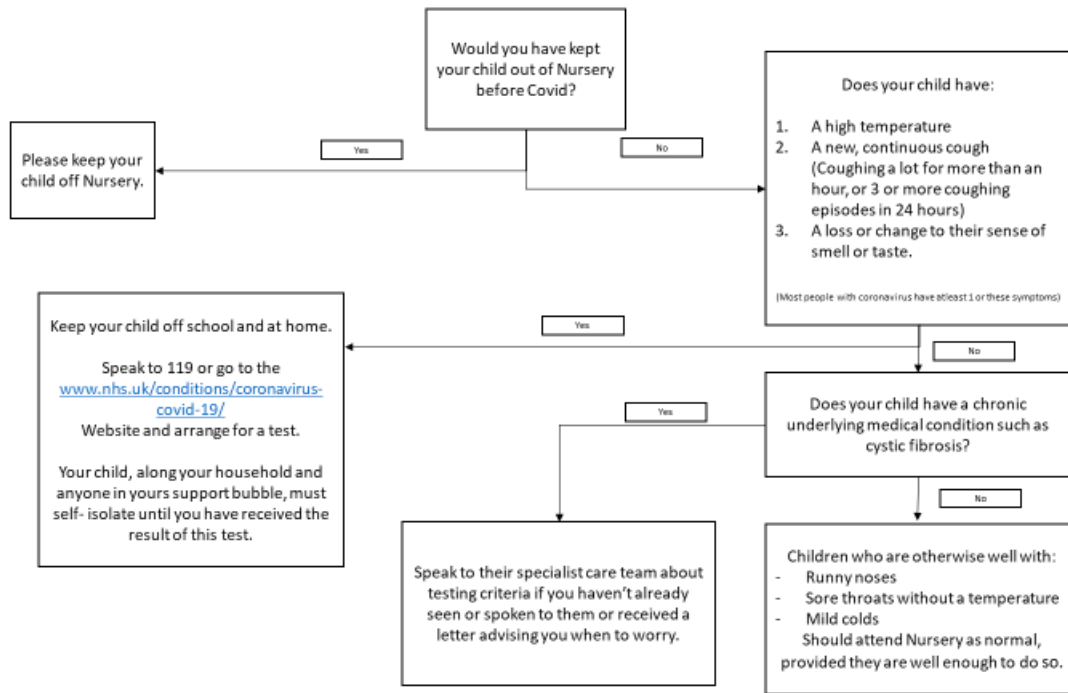 Would you have kept
your child out of Nursery
before Covid?
Yes
No
Please keep your
child off Nursery.
Does your child have:
1. A high temperature
2. A new, continuous cough
(Coughing a lot for more than an
hour, or 3 or more coughing
episodes in 24 hours)
3. A loss or change to their sense of
smell or taste.
(Most people with coronavirus have atleast 1 or these symptoms)
Yes
No
Keep your child off school and at home.
Speak to 119 or go to the
www.nhs.uk/conditions/coronavirus-
covid-19/
Website and arrange for a test.
Your child, along your household and
anyone in yours support bubble, must
self- isolate until you have received the
result of this test.
Does your child have a chronic
underlying medical condition such as
cystic fibrosis?
Yes
No
Speak to their specialist care team about
testing criteria if you haven't already
seen or spoken to them or received a
letter advising you when to worry.
Children who are otherwise well with:
- Runny noses
- Sore throats without a temperature
- Mild colds
Should attend Nursery as normal,
provided they are well enough to do so.